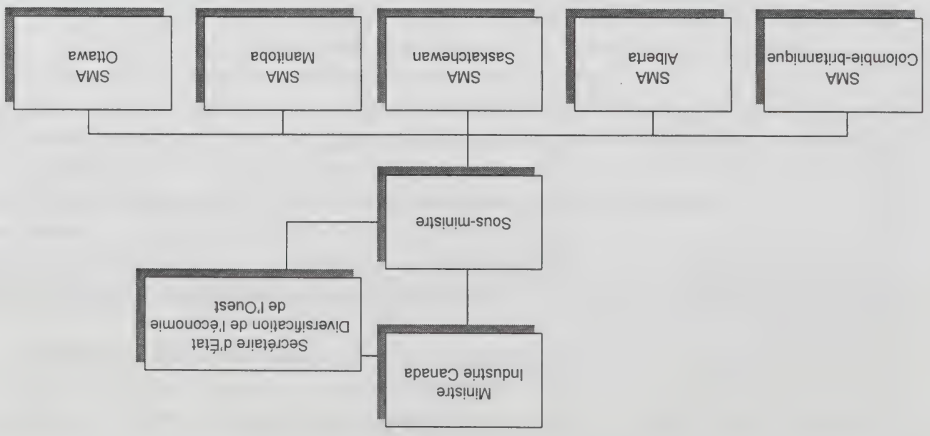 Ministre
Industrie Canada
Secrétaire d'État
Diversification de l'économie
de l'Ouest
Sous-ministre
SMA
Colombie-britannique
SMA
Alberta
SMA
Saskatchewan
SMA
Manitoba
SMA
Ottawa